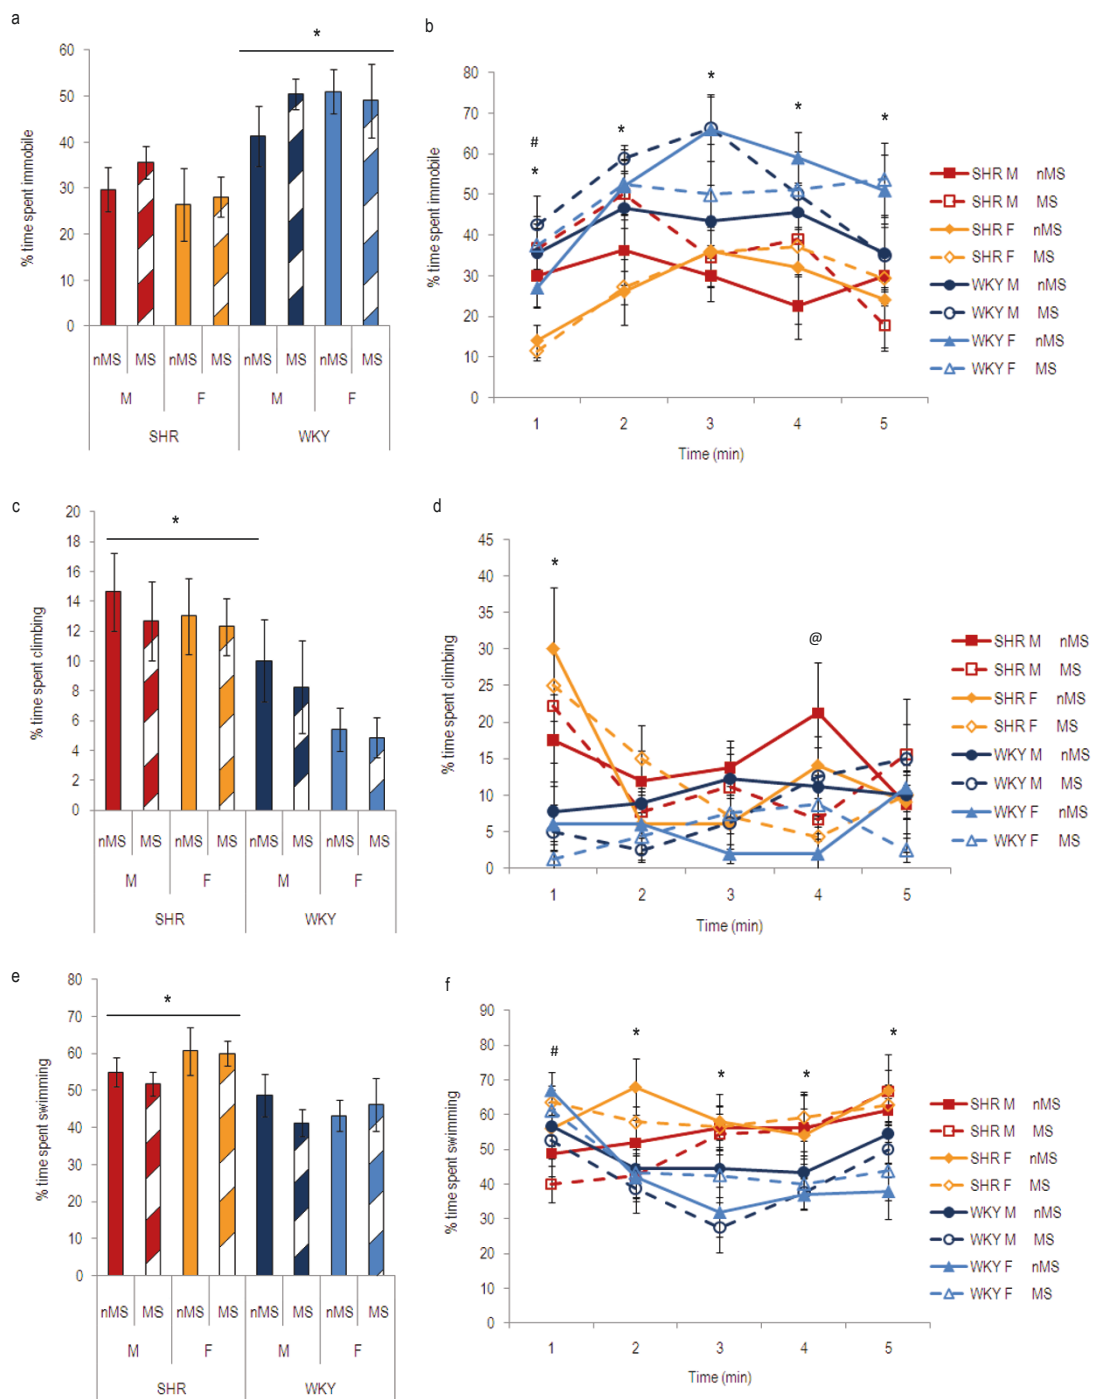 a
*
% time spent immobile
60
50
40
30
20
10
0
nMS MS nMS MS nMS MS nMS MS
M F M F
SHR WKY
b
% time spent immobile
80
70
60
50
40
30
20
10
0
# * * * * *
1 2 3 4 5
Time (min)
SHR M nMS
SHR M MS
SHR F nMS
SHR F MS
WKY M nMS
WKY M MS
WKY F nMS
WKY F MS
c
*
% time spent climbing
20
18
16
14
12
10
8
6
4
2
0
nMS MS nMS MS nMS MS nMS MS
M F M F
SHR WKY
d
% time spent climbing
45
40
35
30
25
20
15
10
5
0
* @
1 2 3 4 5
Time (min)
SHR M nMS
SHR M MS
SHR F nMS
SHR F MS
WKY M nMS
WKY M MS
WKY F nMS
WKY F MS
e
*
% time spent swimming
80
70
60
50
40
30
20
10
0
nMS MS nMS MS nMS MS nMS MS
M F M F
SHR WKY
f
% time spent swimming
90
80
70
60
50
40
30
20
10
0
# * * * *
1 2 3 4 5
Time (min)
SHR M nMS
SHR M MS
SHR F nMS
SHR F MS
WKY M nMS
WKY M MS
WKY F nMS
WKY F MS